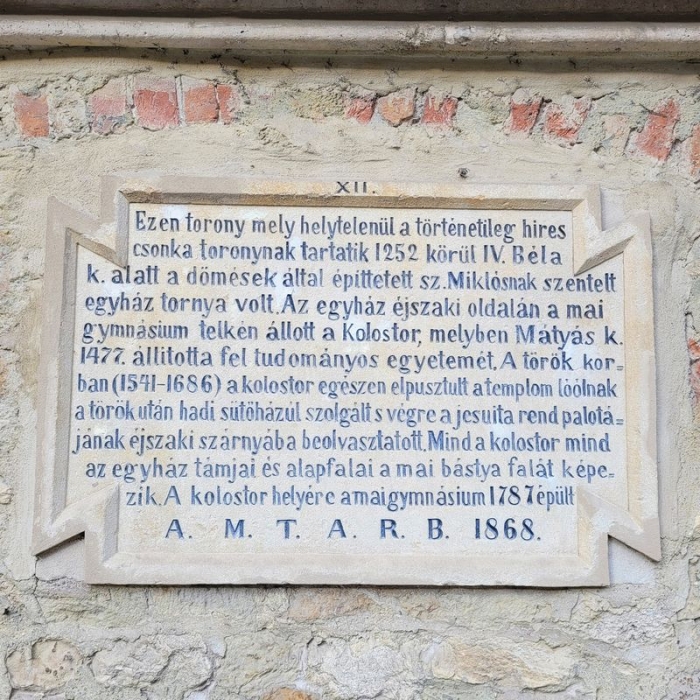 XII.
Ezen torony mely helytelenül a történetileg hires
csonka toronynak tartatik 1252 körül IV. Béla
k. alatt a dömések által épittetett sz. Miklósnak szentelt
egyház tornya volt. Az egyház éjszaki oldalán a mai
gymnásium telkén állott a Kolostor, melyben Mátyás k.
1477. állitotta fel tudományos egyetemét. A török kor=
ban (1541-1686) a kolostor egészen elpusztult a templom lóólnak
a török után hadi sütőházul szolgált s végre a jesuita rend palotá=
jának éjszaki szárnyába beolvasztatott. Mind a kolostor mind
az egyház támjai és alapfalai a mai bástya falát képe=
zik. A kolostor helyére a mai gymnásium 1787 épült
A. M. T. A. R. B. 1868.